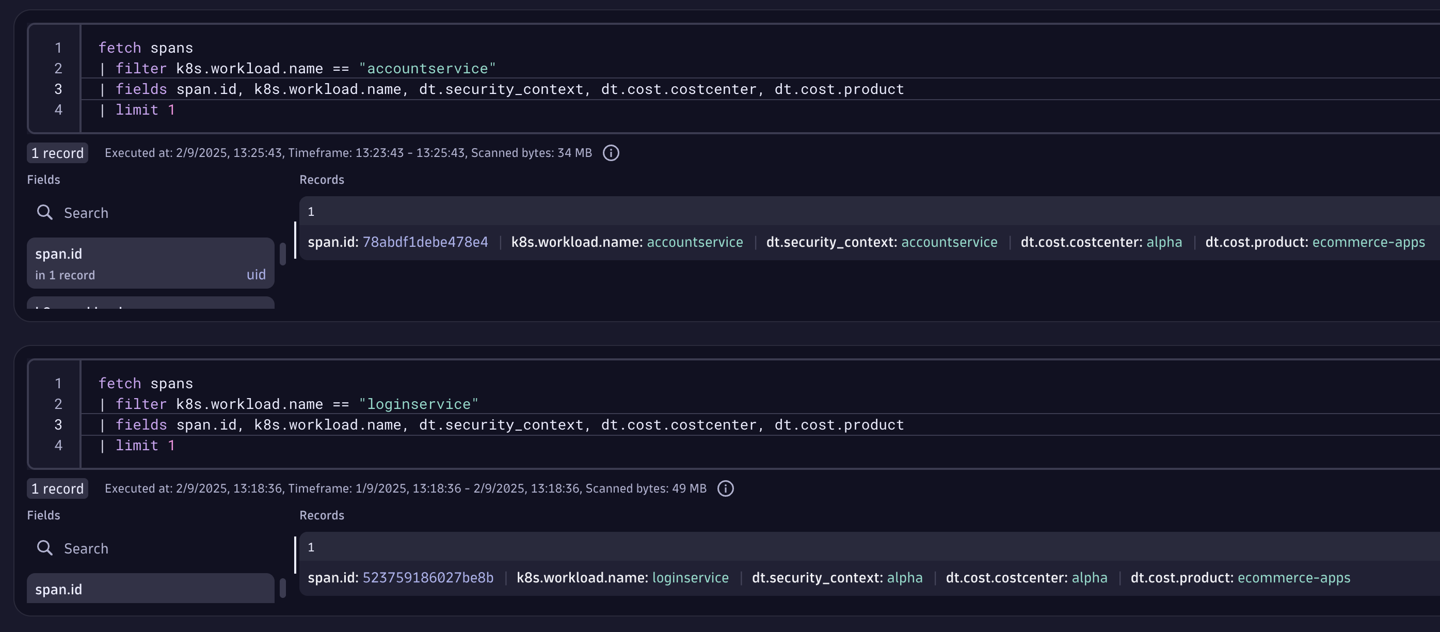 1 fetch spans
2 | filter k8s.workload.name == "accountservice"
3 | fields span.id, k8s.workload.name, dt.security_context, dt.cost.costcenter, dt.cost.product
4 | limit 1
1 record Executed at: 2/9/2025, 13:25:43, Timeframe: 13:23:43 - 13:25:43, Scanned bytes: 34 MB
Fields Records
Search
1
span.id
in 1 record uid
span.id: 78abdf1debe478e4 | k8s.workload.name: accountservice | dt.security_context: accountservice | dt.cost.costcenter: alpha | dt.cost.product: ecommerce-apps
1 fetch spans
2 | filter k8s.workload.name == "loginservice"
3 | fields span.id, k8s.workload.name, dt.security_context, dt.cost.costcenter, dt.cost.product
4 | limit 1
1 record Executed at: 2/9/2025, 13:18:36, Timeframe: 1/9/2025, 13:18:36 - 2/9/2025, 13:18:36, Scanned bytes: 49 MB
Fields Records
Search
1
span.id
span.id: 523759186027be8b | k8s.workload.name: loginservice | dt.security_context: alpha | dt.cost.costcenter: alpha | dt.cost.product: ecommerce-apps